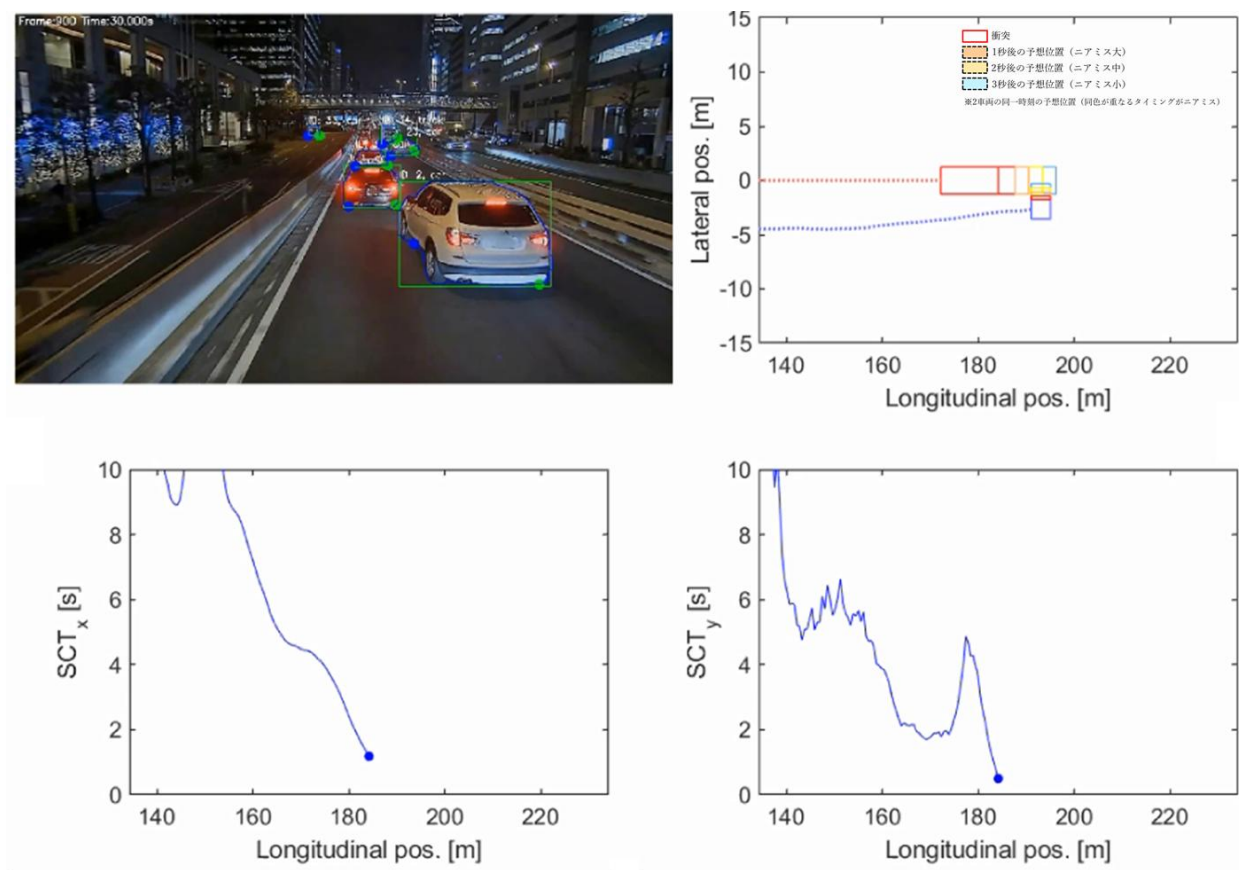 Frame:900 Time:30.000s
ID 2, car
15
10
5
0
-5
-10
-15
Lateral pos. [m]
衝突
1秒後の予想位置（ニアミス大）
2秒後の予想位置（ニアミス中）
3秒後の予想位置（ニアミス小）
※2車両の同一時刻の予想位置（同色が重なるタイミングがニアミス）
140 160 180 200 220
Longitudinal pos. [m]
10
8
6
4
2
0
SCTx [s]
140 160 180 200 220
Longitudinal pos. [m]
10
8
6
4
2
0
SCTy [s]
140 160 180 200 220
Longitudinal pos. [m]